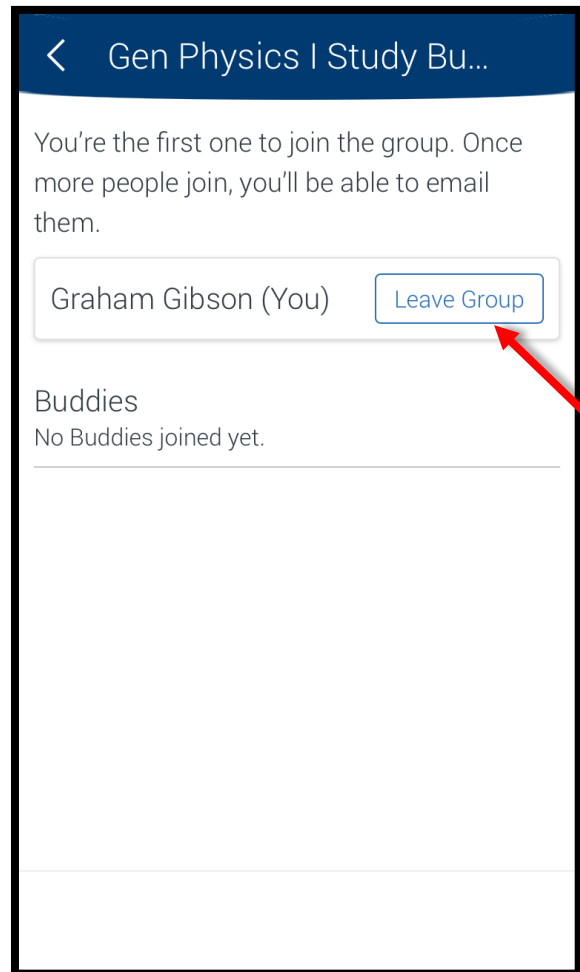 Gen Physics I Study Bu...
You’re the first one to join the group. Once
more people join, you’ll be able to email
them.
Graham Gibson (You)
Leave Group
Buddies
No Buddies joined yet.